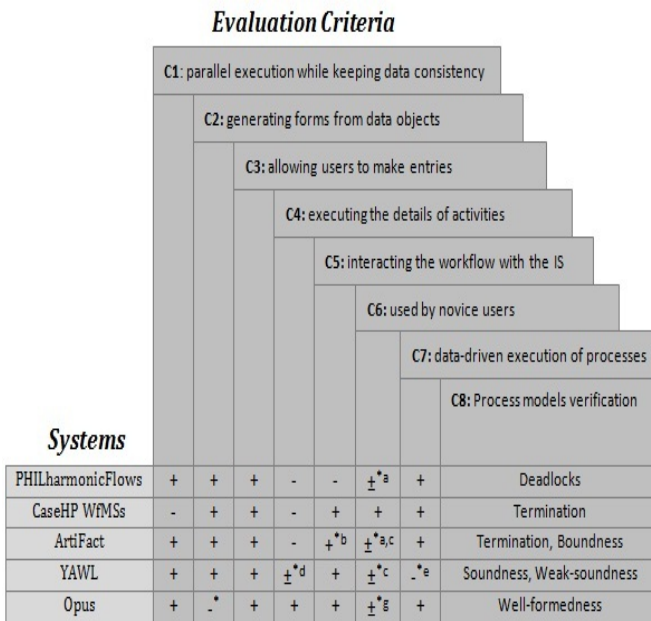 Evaluation Criteria
C1: parallel execution while keeping data consistency
C2: generating forms from data objects
C3: allowing users to make entries
C4: executing the details of activities
C5: interacting the workflow with the IS
C6: used by novice users
C7: data-driven execution of processes
C8: Process models verification
Systems
PHILharmonicFlows + + + - - ±*a + Deadlocks
CaseHP WfMSs - + + - + + + Termination
ArtiFact + + + - +*b ±*a,c + Termination, Boundness
YAWL + + + ±*d + ±*c -*e Soundness, Weak-soundness
Opus + -* + + + ±*g + Well-formedness